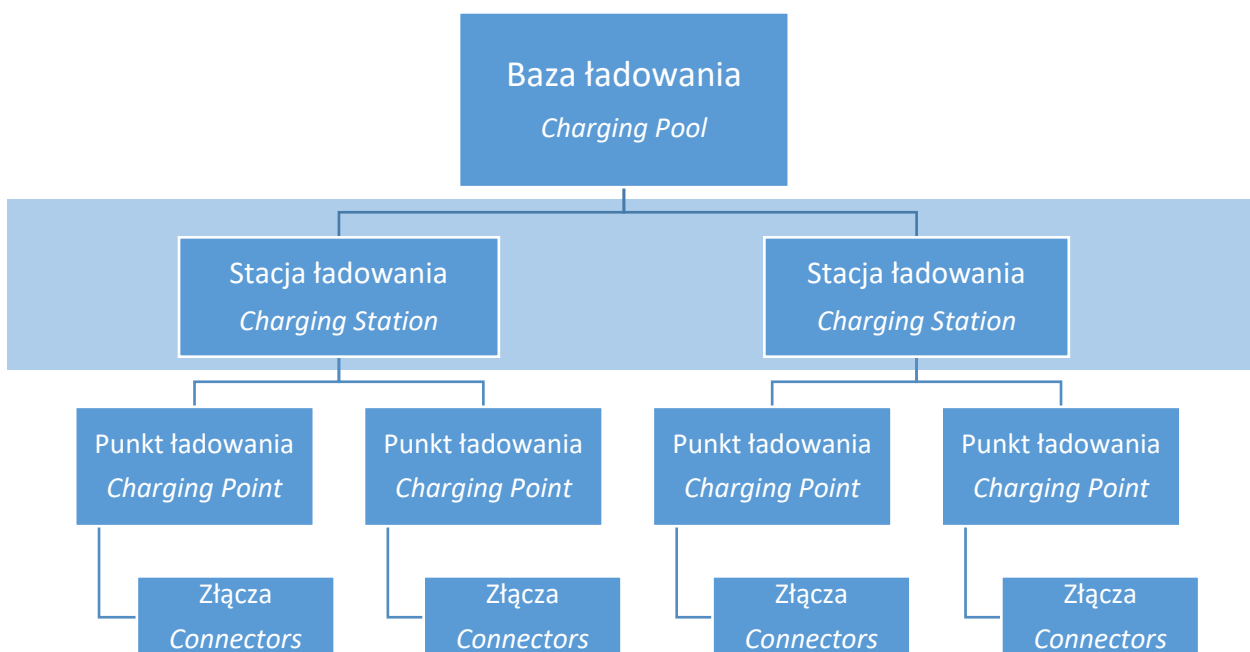 Baza ładowania
Charging Pool
Stacja ładowania
Charging Station
Stacja ładowania
Charging Station
Punkt ładowania
Charging Point
Punkt ładowania
Charging Point
Punkt ładowania
Charging Point
Punkt ładowania
Charging Point
Złącza
Connectors
Złącza
Connectors
Złącza
Connectors
Złącza
Connectors